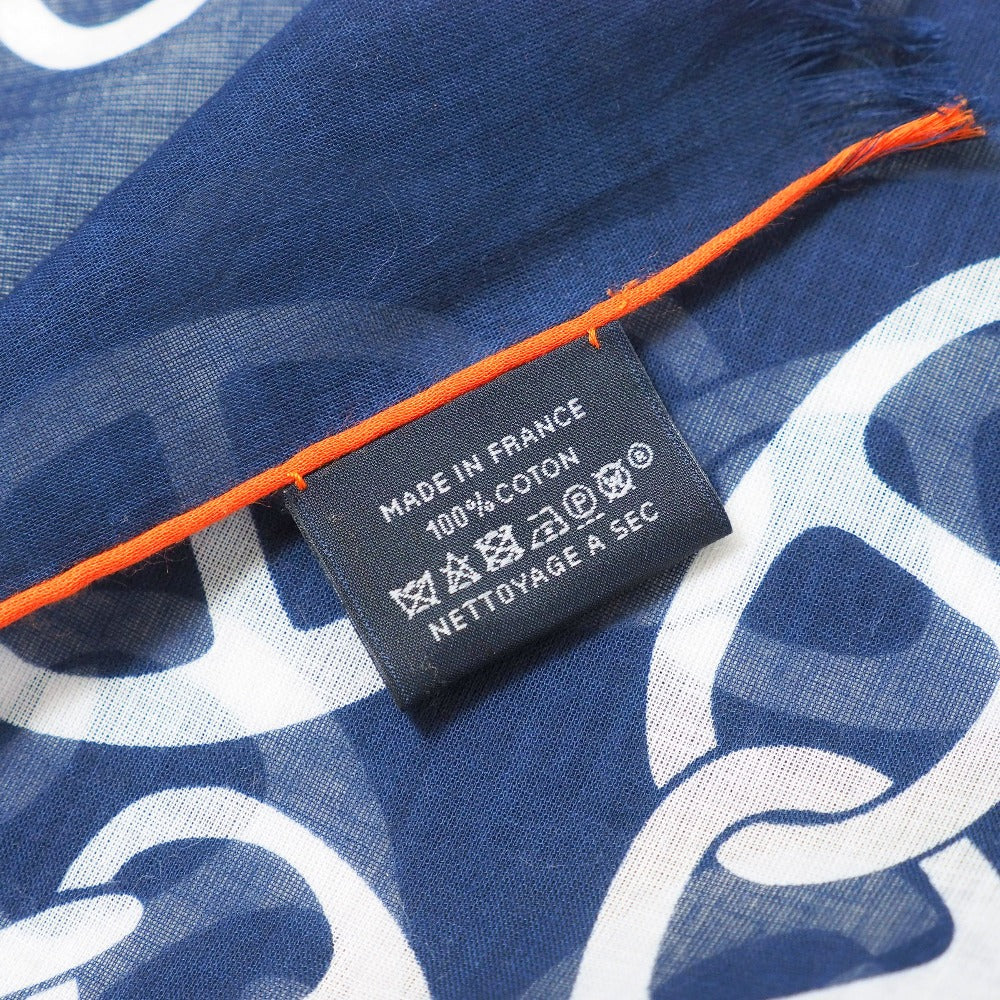 MADE IN FRANCE
100% COTON
P W ®
NETTOYAGE A SEC